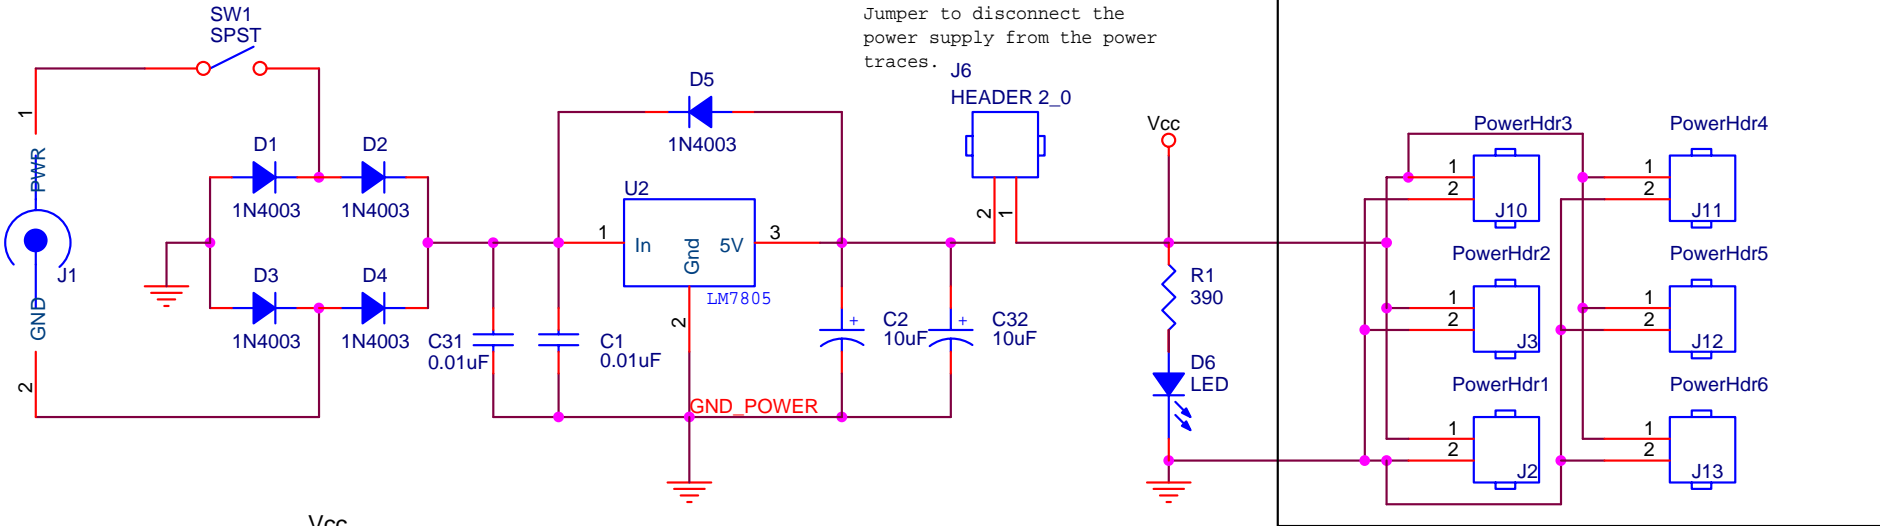 SW1
SPST
Jumper to disconnect the
power supply from the power
traces.
J6
HEADER 2_0
D5
1N4003
1
PWR
GND
2
J1
D1
1N4003
D2
1N4003
D3
1N4003
D4
1N4003
C31
0.01uF
C1
0.01uF
U2
1
In
Gnd
5V
3
LM7805
2
GND_POWER
+
C2
10uF
+
C32
10uF
2
1
Vcc
R1
390
D6
LED
PowerHdr3
1
2
J10
PowerHdr4
1
2
J11
PowerHdr2
1
2
J3
PowerHdr5
1
2
J12
PowerHdr1
1
2
J2
PowerHdr6
1
2
J13
Vcc